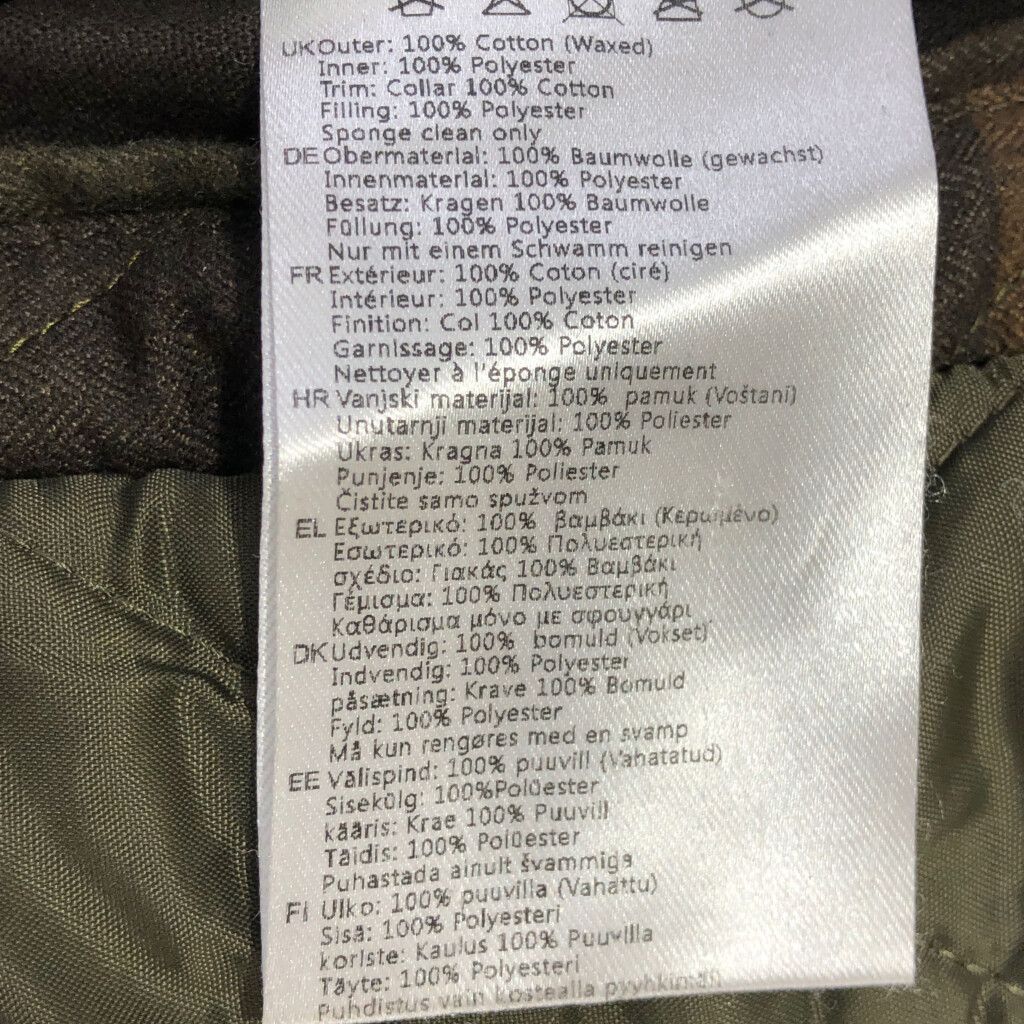 UK Outer: 100% Cotton (Waxed)
Inner: 100% Polyester
Trim: Collar 100% Cotton
Filling: 100% Polyester
Sponge clean only
DE Obermaterial: 100% Baumwolle (gewachst)
Innenmaterial: 100% Polyester
Besatz: Kragen 100% Baumwolle
Füllung: 100% Polyester
Nur mit einem Schwamm reinigen
FR Extérieur: 100% Coton (ciré)
Intérieur: 100% Polyester
Finition: Col 100% Coton
Garnissage: 100% Polyester
Nettoyer à l'éponge uniquement
HR Vanjski materijal: 100% pamuk (Voštani)
Unutarnji materijal: 100% Poliester
Ukras: Kragna 100% Pamuk
Punjenje: 100% Poliester
Čistite samo spužvom
EL Εξωτερικό: 100% βαμβάκι (Κερωμένο)
Εσωτερικό: 100% Πολυεστερική
σχέδιο: Γιακάς 100% Βαμβάκι
Γέμισμα: 100% Πολυεστερική
Καθάρισμα μόνο με σφουγγάρι
DK Udvendig: 100% bomuld (Vokset)
Indvendig: 100% Polyester
påsætning: Krave 100% Bomuld
Fyld: 100% Polyester
Må kun rengøres med en svamp
EE Välispind: 100% puuvill (Vahatatud)
Sisekülg: 100%Polüester
kääris: Krae 100% Puuvill
Täidis: 100% Polüester
Puhastada ainult švammiga
FI Ulko: 100% puuvilla (Vahattu)
Sisä: 100% Polyesteri
koriste: Kaulus 100% Puuvilla
Täyte: 100% Polyesteri
Puhdistus vain kostealla pyyhkimän